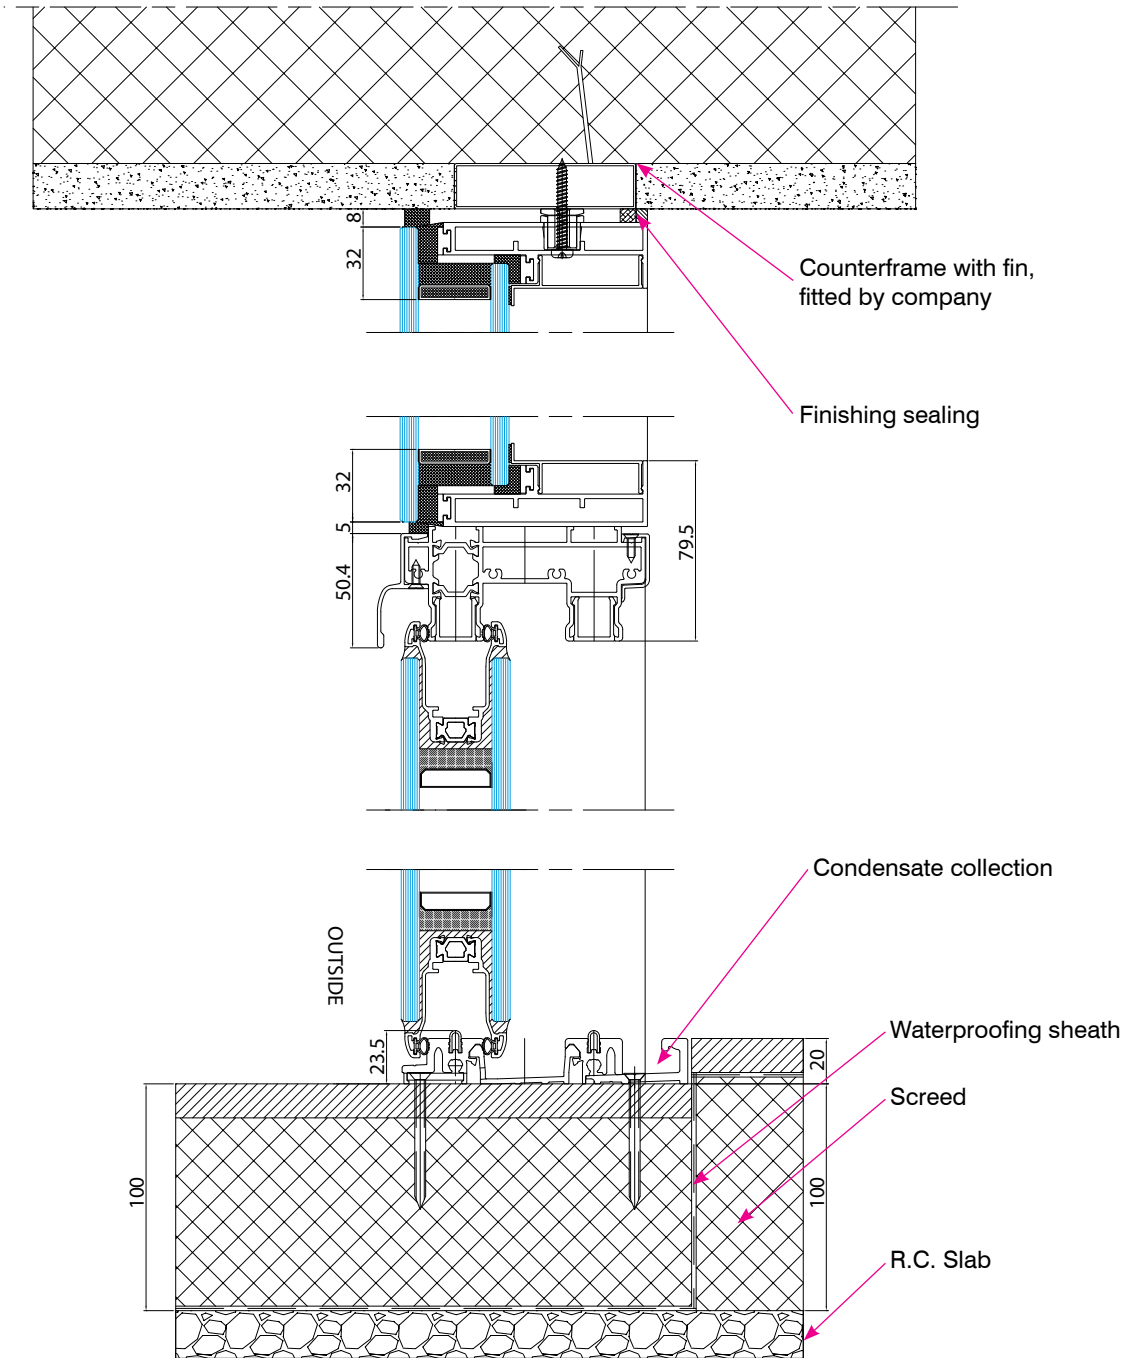 8
32
Counterframe with fin,
fitted by company
Finishing sealing
32
5
50.4
79.5
Condensate collection
OUTSIDE
23.5
Waterproofing sheath
20
Screed
100
100
R.C. Slab